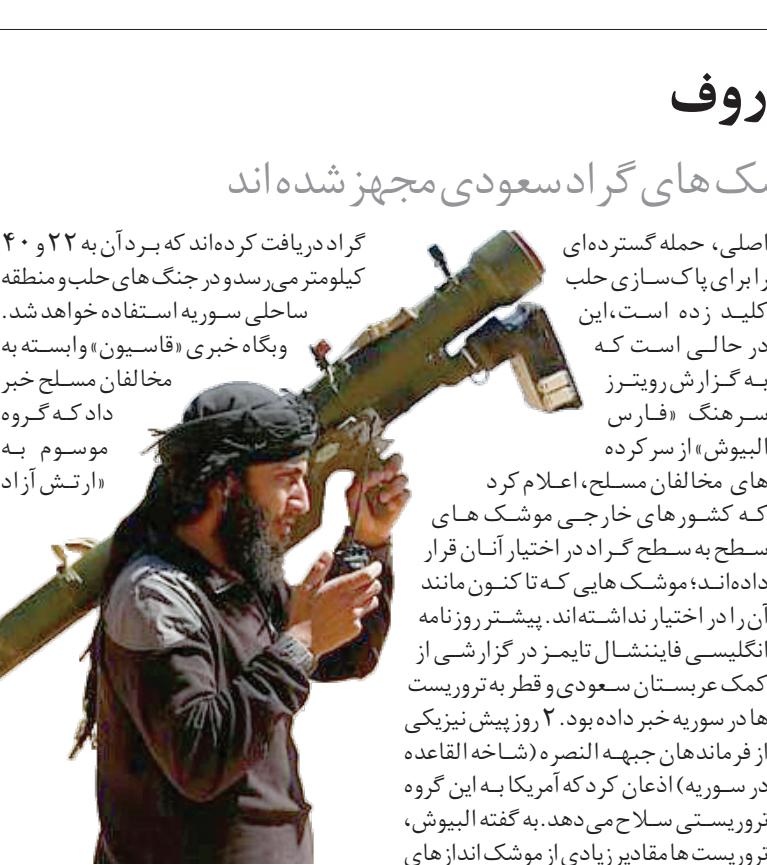 روف
های گراد سعودی مجهز شده‌اند
اصلی، حمله گسترده‌ای
را برای پاک‌سازی حلب
کلید زده است،این
در حالی است که
به گزارش رویترز
سرهنگ «فارس
البیوش» از سرکرده
های مخالفان مسلح، اعلام کرد
که کشورهای خارجی موشک های
سطح به سطح گراد در اختیار آنان قرار
داده‌اند؛ موشک هایی که تا کنون مانند
آن را در اختیار نداشته‌اند. پیشتر روزنامه
انگلیسی فایننشال تایمز در گزارشی از
کمک عربستان سعودی و قطر به تروریست
ها در سوریه خبر داده بود. ۲ روز پیش نیز یکی
از فرماندهان جبهه النصره (شاخه القاعده
در سوریه) اذعان کرد که آمریکا به این گروه
تروریستی سلاح می‌دهد. به گفته البیوش،
تروریست ها مقادیر زیادی از موشک اندازهای
گراد دریافت کرده‌اند که برد آن به ۲۲ و ۴۰
کیلومتر می‌رسد و در جنگ های حلب و منطقه
ساحلی سوریه استفاده خواهد شد.
وبگاه خبری «قاسیون» وابسته به
مخالفان مسلح خبر
داد که گروه
موسوم به
«ارتش آزاد